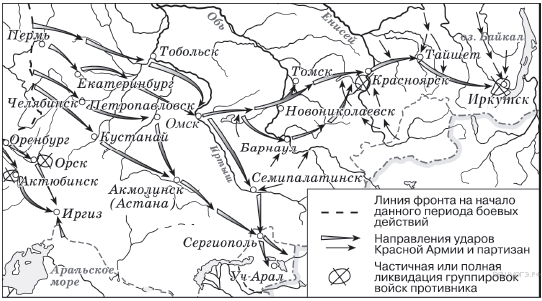 Пермь
Обь
Енисей
оз. Байкал
Тобольск
Тайшет
Екатеринбург
Томск
Красноярск
Иркутск
Челябинск
Петропавловск
Омск
Новониколаевск
Кустанай
Барнаул
Оренбург
Орск
Иртыш
Актюбинск
Акмолинск
(Астана)
Семипалатинск
Иргиз
Сергиополь
Уч-Арал
Аральское
море
Линия фронта на начало
данного периода боевых
действий
Направления ударов
Красной Армии и партизан
Частичная или полная
ликвидация группировок
войск противника